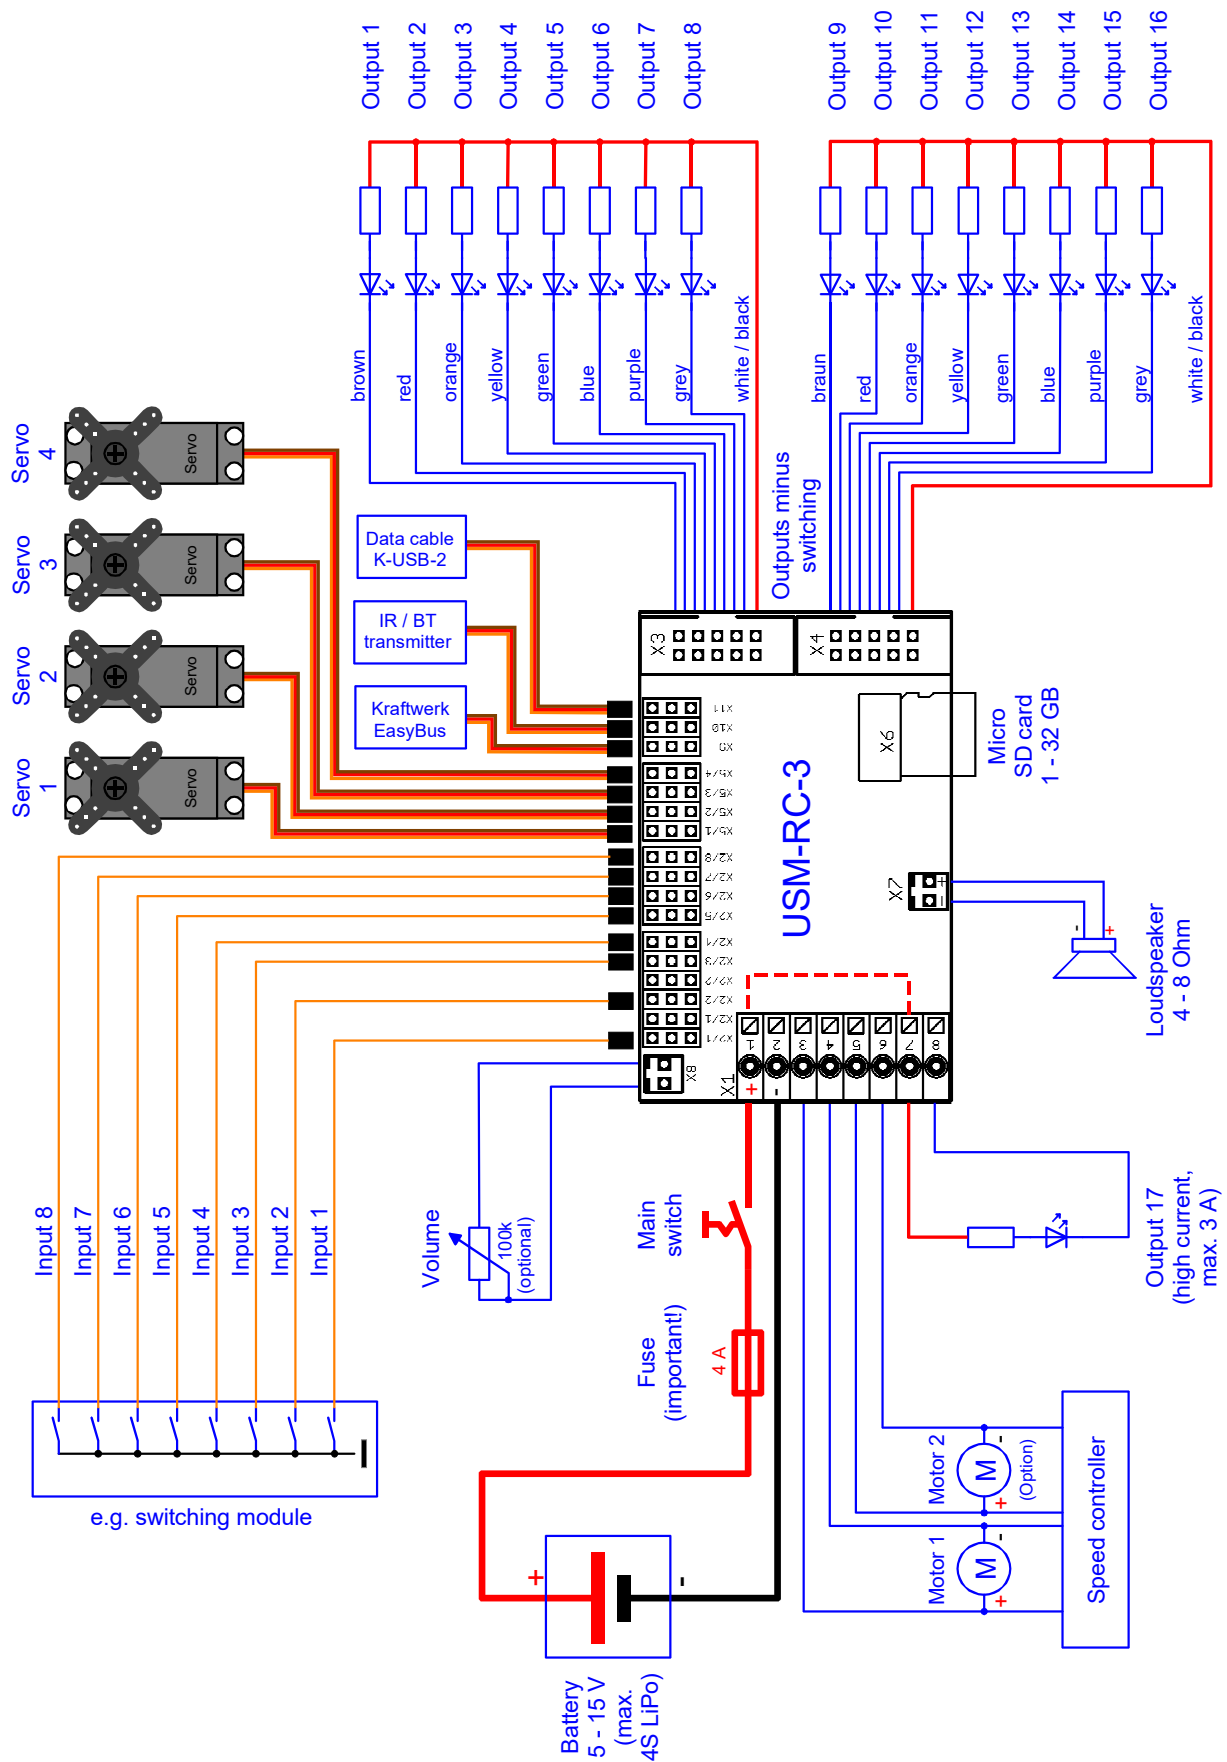 Output 1
Output 2
Output 3
Output 4
Output 5
Output 6
Output 7
Output 8
Output 9
Output 10
Output 11
Output 12
Output 13
Output 14
Output 15
Output 16
brown
red
orange
yellow
green
blue
purple
grey
white / black
braun
red
orange
yellow
green
blue
purple
grey
white / black
Servo
4
Servo
Servo
3
Servo
Servo
2
Servo
Servo
1
Servo
Data cable
K-USB-2
IR / BT
transmitter
Kraftwerk
EasyBus
Outputs minus
switching
X3
X4
X11
X10
X9
X5/4
X5/3
X5/2
X5/1
X2/8
X2/7
X2/6
X2/5
X2/1
X2/3
X2/2
X2/2
X2/1
X2/1
X8
X6
Micro
SD card
1 - 32 GB
USM-RC-3
X7
+
-
-
+
Loudspeaker
4 - 8 Ohm
X1
1
2
3
4
5
6
7
8
+
-
Input 8
Input 7
Input 6
Input 5
Input 4
Input 3
Input 2
Input 1
e.g. switching module
Volume
100k
(optional)
Main
switch
Fuse
(important!)
4 A
+
-
Battery
5 - 15 V
(max.
4S LiPo)
Output 17
(high current,
max. 3 A)
Motor 1
M
+
-
Motor 2
M
+
-
(Option)
Speed controller